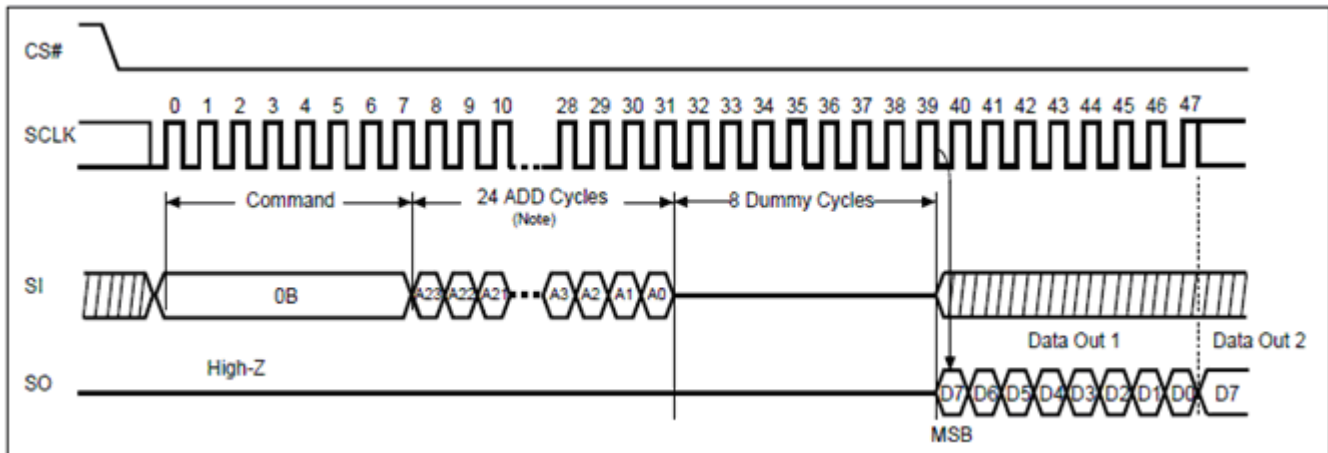 CS#
0 1 2 3 4 5 6 7 8 9 10 28 29 30 31 32 33 34 35 36 37 38 39 40 41 42 43 44 45 46 47
SCLK
Command 24 ADD Cycles 8 Dummy Cycles
(Note)
SI 0B A23 A22 A21 A3 A2 A1 A0
Data Out 1 Data Out 2
High-Z
SO D7 D6 D5 D4 D3 D2 D1 D0 D7
MSB